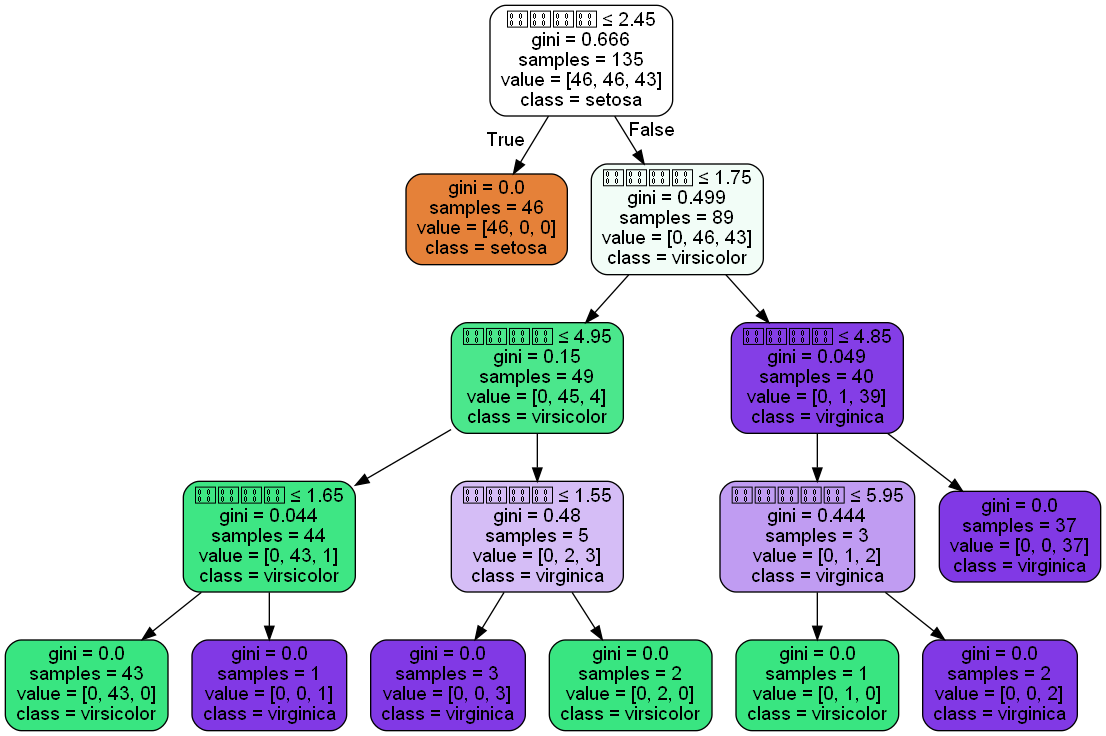 ≤ 2.45
gini = 0.666
samples = 135
value = [46, 46, 43]
class = setosa
True
False
gini = 0.0
samples = 46
value = [46, 0, 0]
class = setosa
≤ 1.75
gini = 0.499
samples = 89
value = [0, 46, 43]
class = virsicolor
≤ 4.95
gini = 0.15
samples = 49
value = [0, 45, 4]
class = virsicolor
≤ 4.85
gini = 0.049
samples = 40
value = [0, 1, 39]
class = virginica
≤ 1.65
gini = 0.044
samples = 44
value = [0, 43, 1]
class = virsicolor
≤ 1.55
gini = 0.48
samples = 5
value = [0, 2, 3]
class = virginica
≤ 5.95
gini = 0.444
samples = 3
value = [0, 1, 2]
class = virginica
gini = 0.0
samples = 37
value = [0, 0, 37]
class = virginica
gini = 0.0
samples = 43
value = [0, 43, 0]
class = virsicolor
gini = 0.0
samples = 1
value = [0, 0, 1]
class = virginica
gini = 0.0
samples = 3
value = [0, 0, 3]
class = virginica
gini = 0.0
samples = 2
value = [0, 2, 0]
class = virsicolor
gini = 0.0
samples = 1
value = [0, 1, 0]
class = virsicolor
gini = 0.0
samples = 2
value = [0, 0, 2]
class = virginica